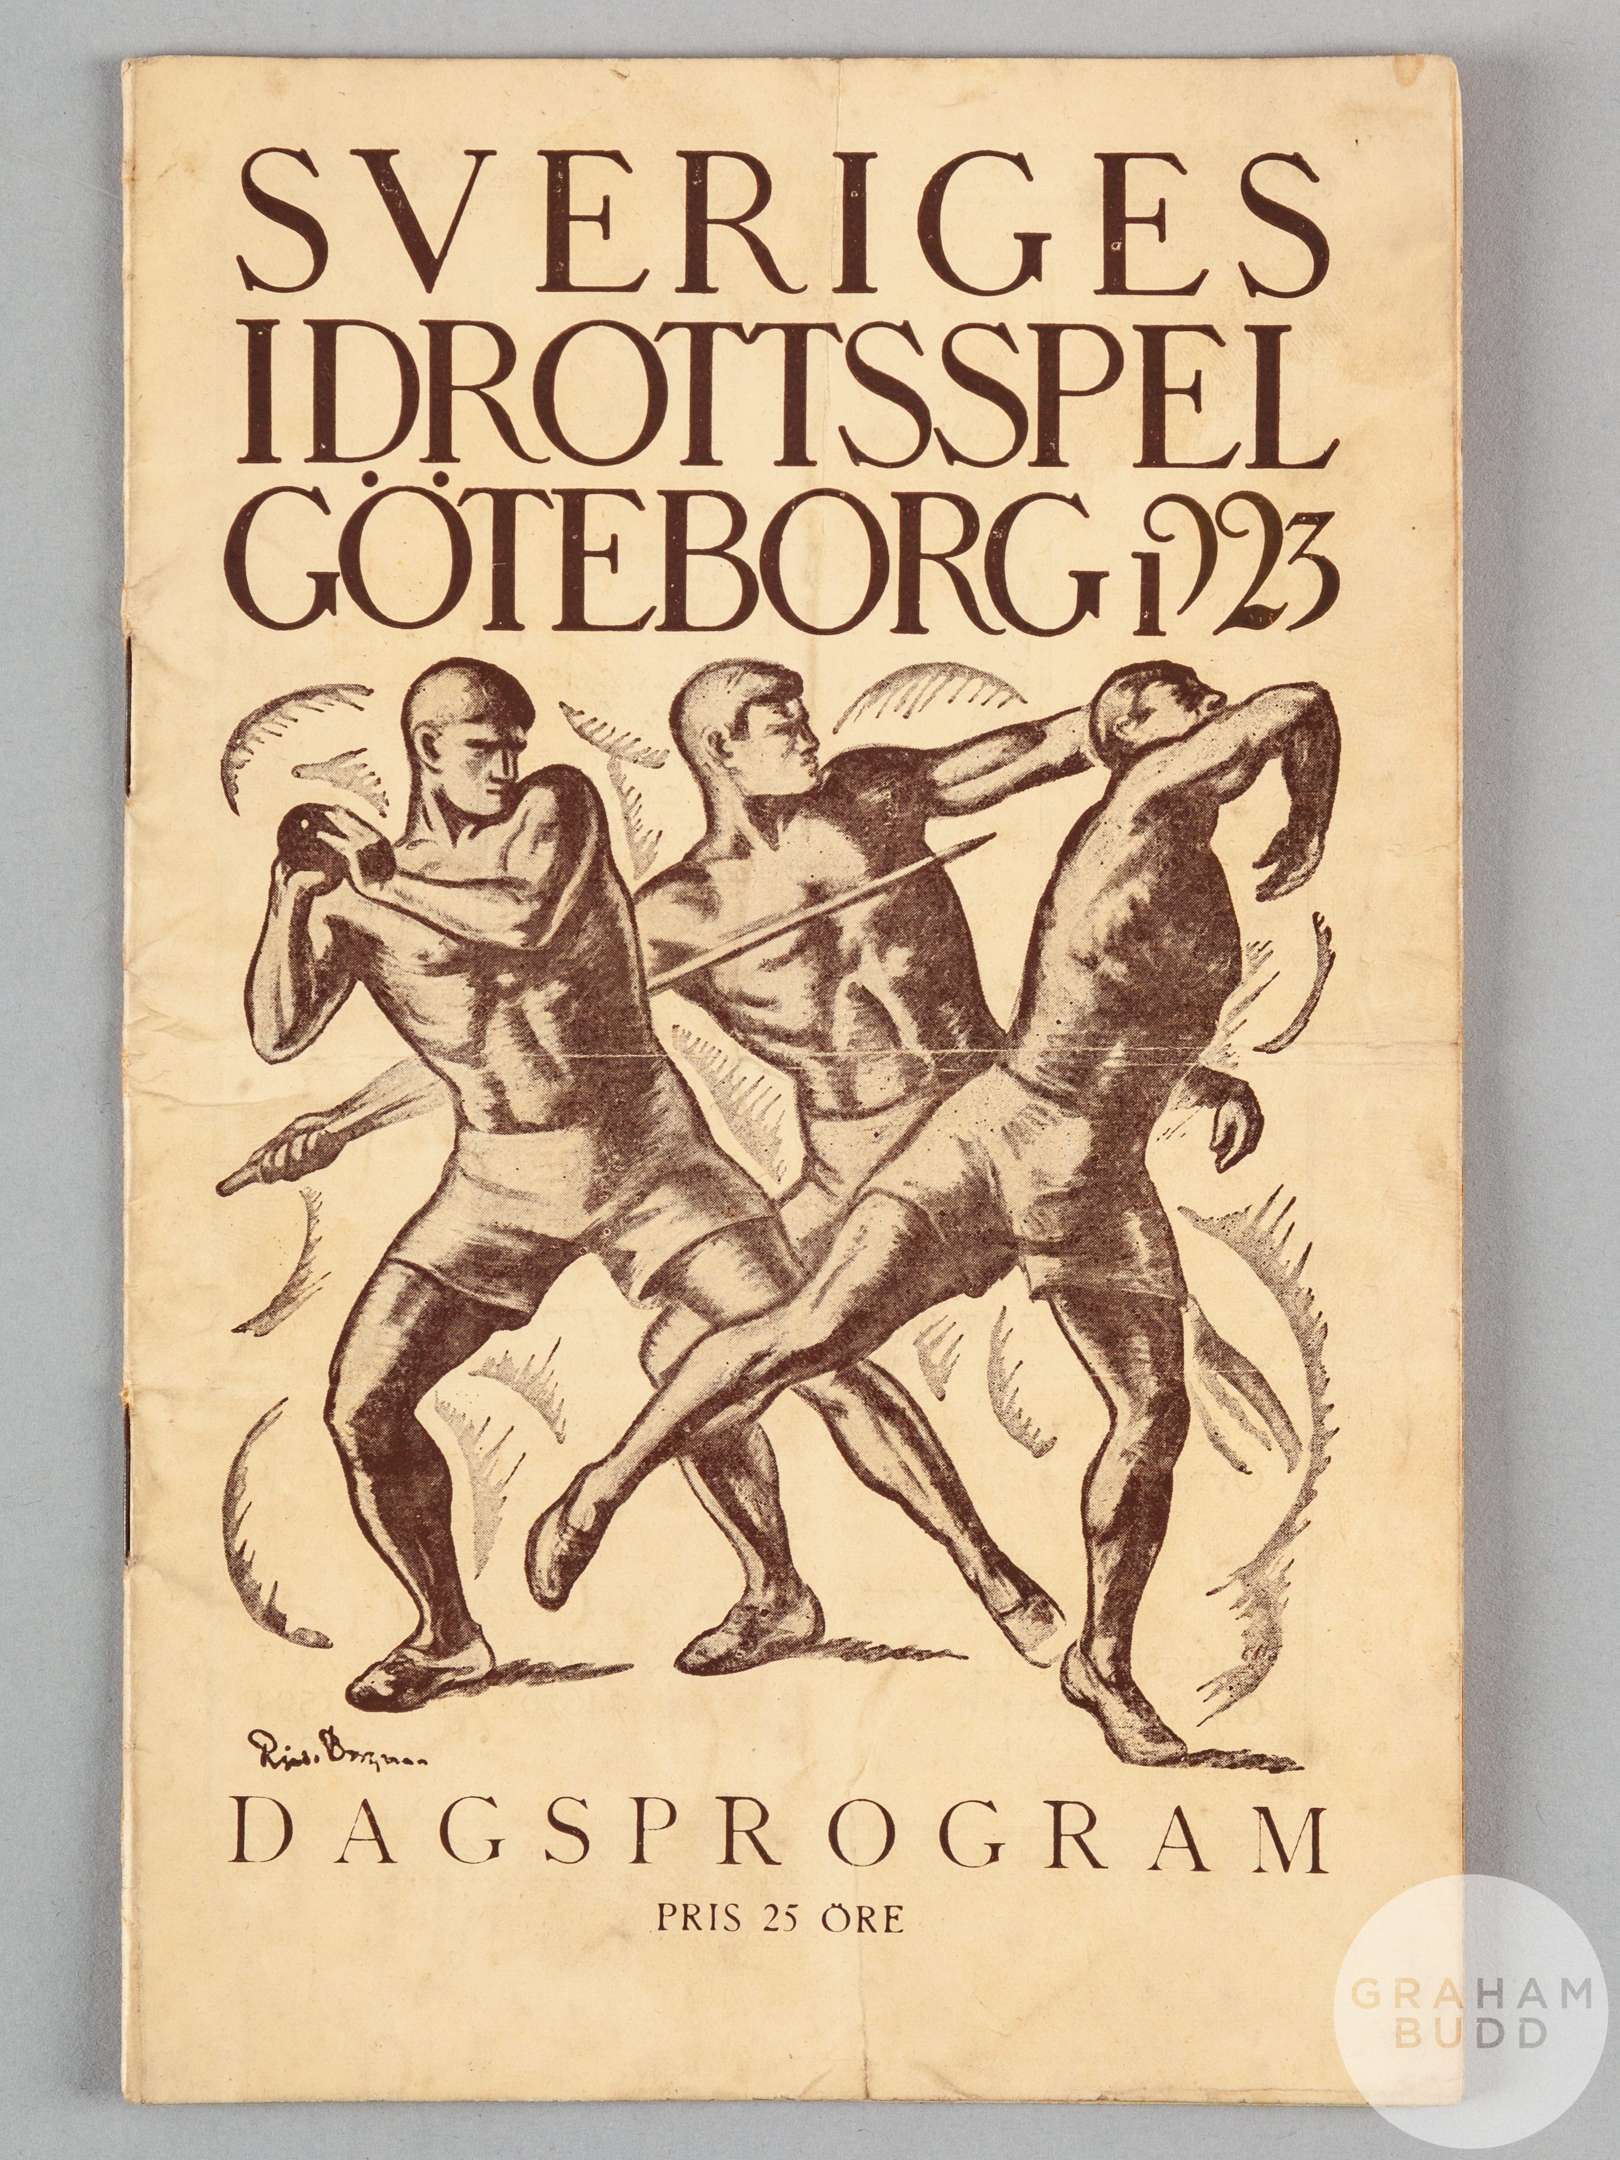 SVERIGES
IDROTTSSPEL
GÖTEBORG 1923
DAGSPROGRAM
PRIS 25 ÖRE
GRAHAM
BUDD